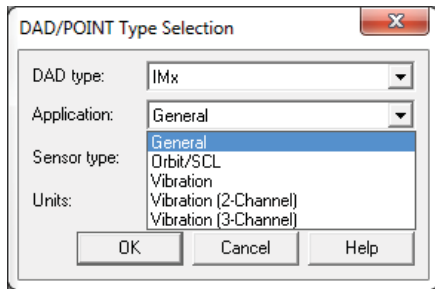 DAD/POINT Type Selection
DAD type: IMx
Application: General
General
Sensor type: Orbit/SCL
Vibration
Units: Vibration (2-Channel)
Vibration (3-Channel)
OK Cancel Help